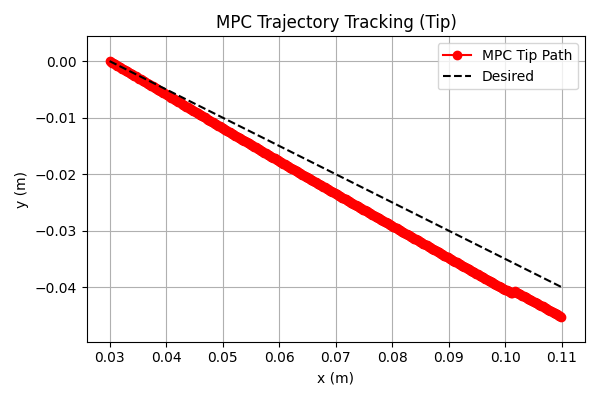 MPC Trajectory Tracking (Tip)
MPC Tip Path
Desired
0.00
−0.01
−0.02
−0.03
−0.04
y (m)
0.03 0.04 0.05 0.06 0.07 0.08 0.09 0.10 0.11
x (m)